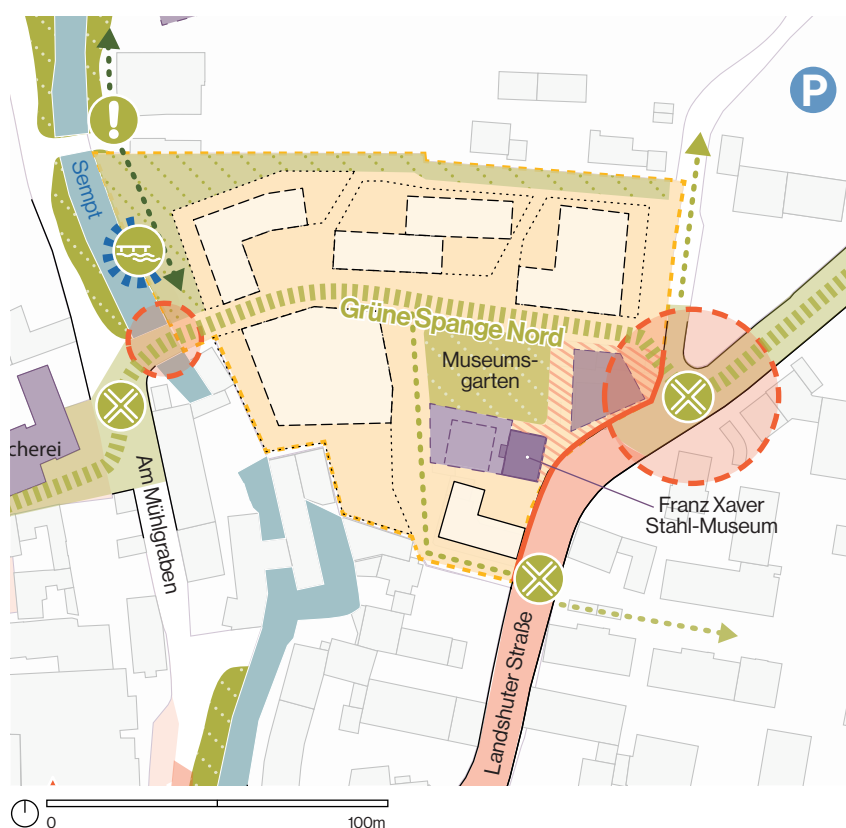 P
!
Sempt
Grüne Spange Nord
Museums-
garten
cherei
Am Mühlgraben
Franz Xaver
Stahl-Museum
Landshuter Straße
0
100m